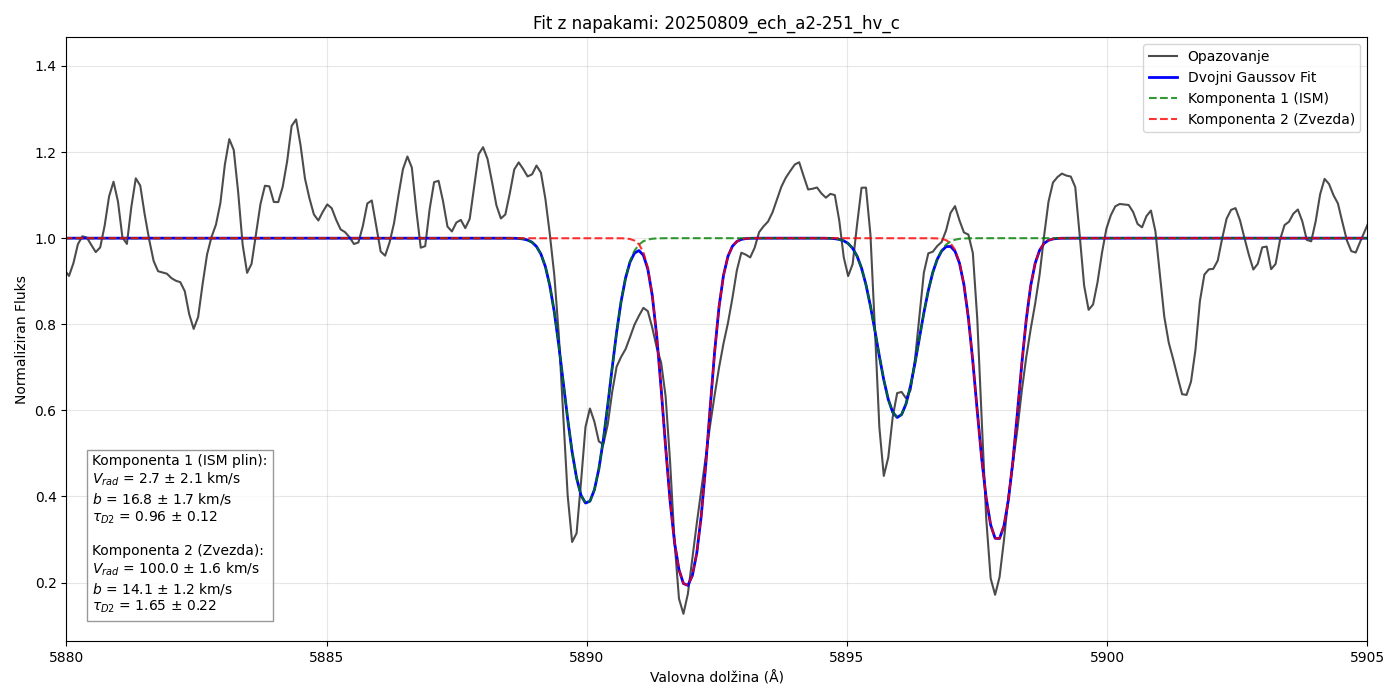 Fit z napakami: 20250809_ech_a2-251_hv_c
Normaliziran Fluks
1.4
1.2
1.0
0.8
0.6
0.4
0.2
Opazovanje
Dvojni Gaussov Fit
Komponenta 1 (ISM)
Komponenta 2 (Zvezda)
Komponenta 1 (ISM plin):
V_rad = 2.7 ± 2.1 km/s
b = 16.8 ± 1.7 km/s
τ_D2 = 0.96 ± 0.12
Komponenta 2 (Zvezda):
V_rad = 100.0 ± 1.6 km/s
b = 14.1 ± 1.2 km/s
τ_D2 = 1.65 ± 0.22
5880 5885 5890 5895 5900 5905
Valovna dolžina (Å)